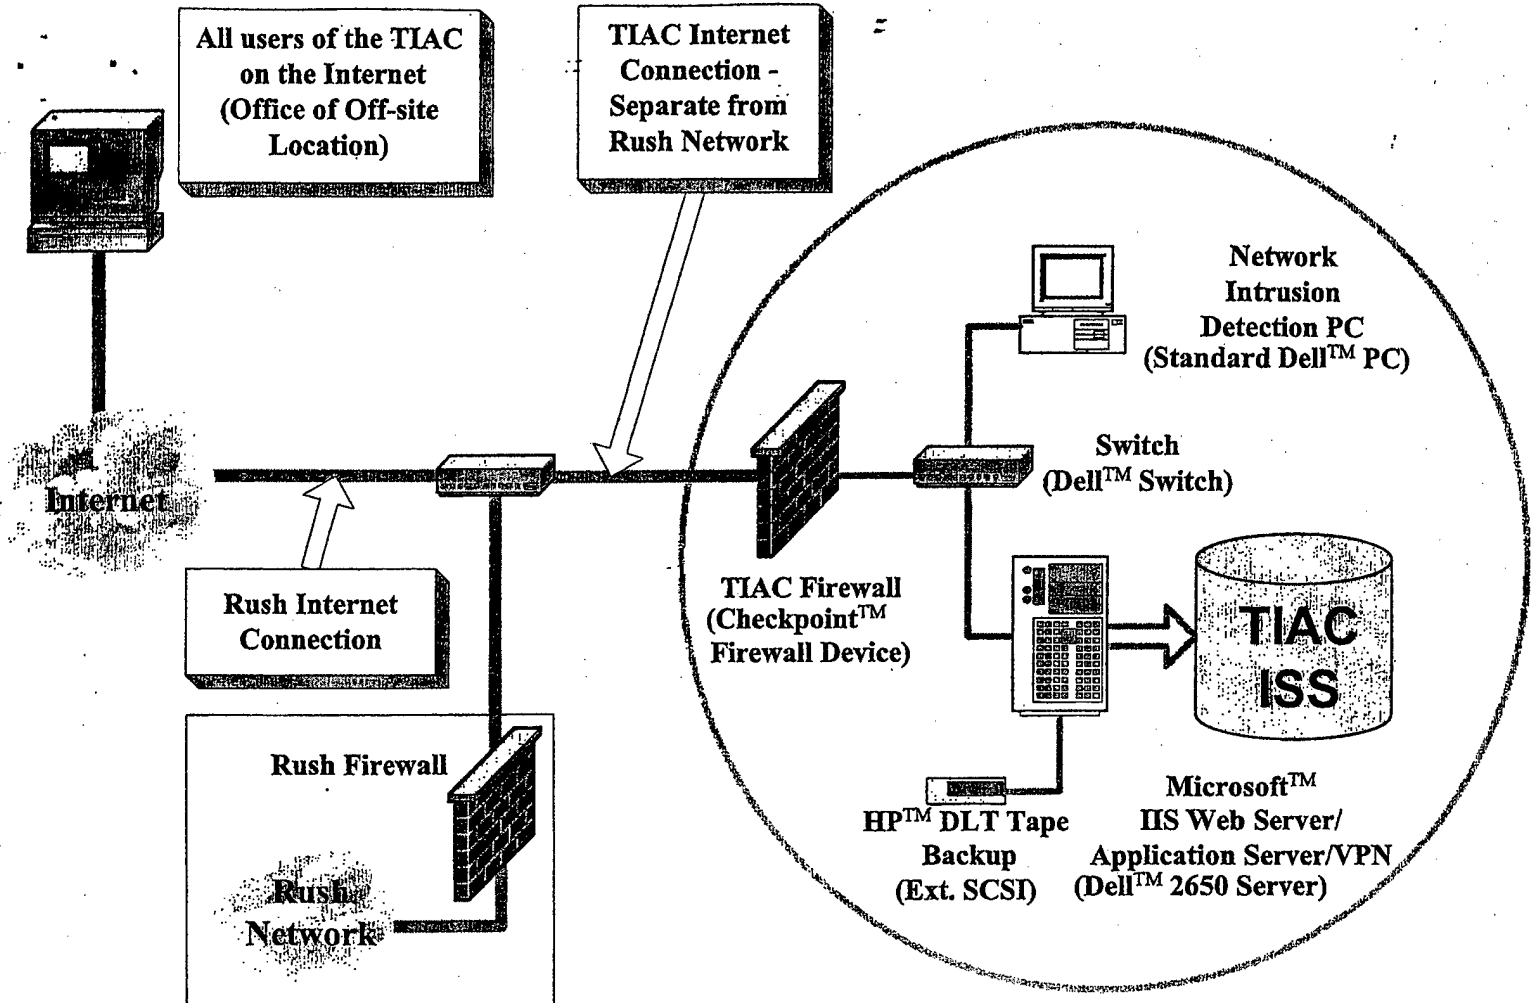 All users of the TIAC
on the Internet
(Office of Off-site
Location)
TIAC Internet
Connection -
Separate from
Rush Network
Network
Intrusion
Detection PC
(Standard Dell™ PC)
Switch
(Dell™ Switch)
Internet
TIAC Firewall
(Checkpoint™
Firewall Device)
TIAC
ISS
Rush Internet
Connection
Rush Firewall
Rush
Network
HP™ DLT Tape
Backup
(Ext. SCSI)
Microsoft™
IIS Web Server/
Application Server/VPN
(Dell™ 2650 Server)